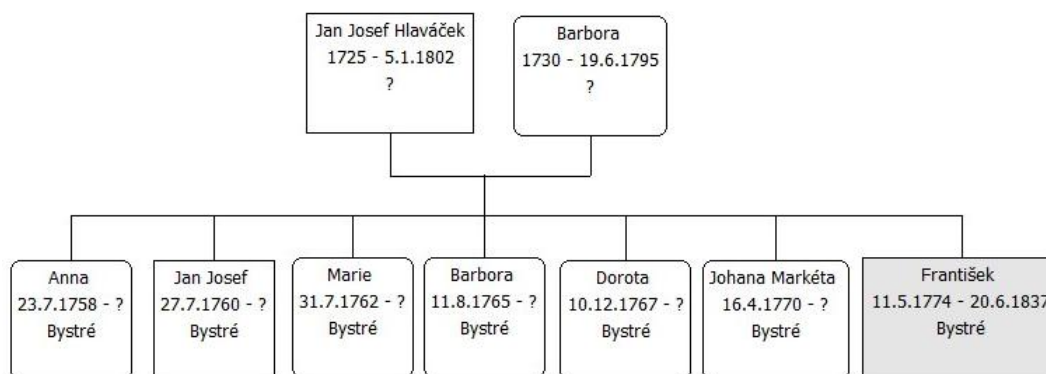 Jan Josef Hlaváček
1725 - 5.1.1802
?
Barbora
1730 - 19.6.1795
?
Anna
23.7.1758 - ?
Bystré
Jan Josef
27.7.1760 - ?
Bystré
Marie
31.7.1762 - ?
Bystré
Barbora
11.8.1765 - ?
Bystré
Dorota
10.12.1767 - ?
Bystré
Johana Markéta
16.4.1770 - ?
Bystré
František
11.5.1774 - 20.6.1837
Bystré